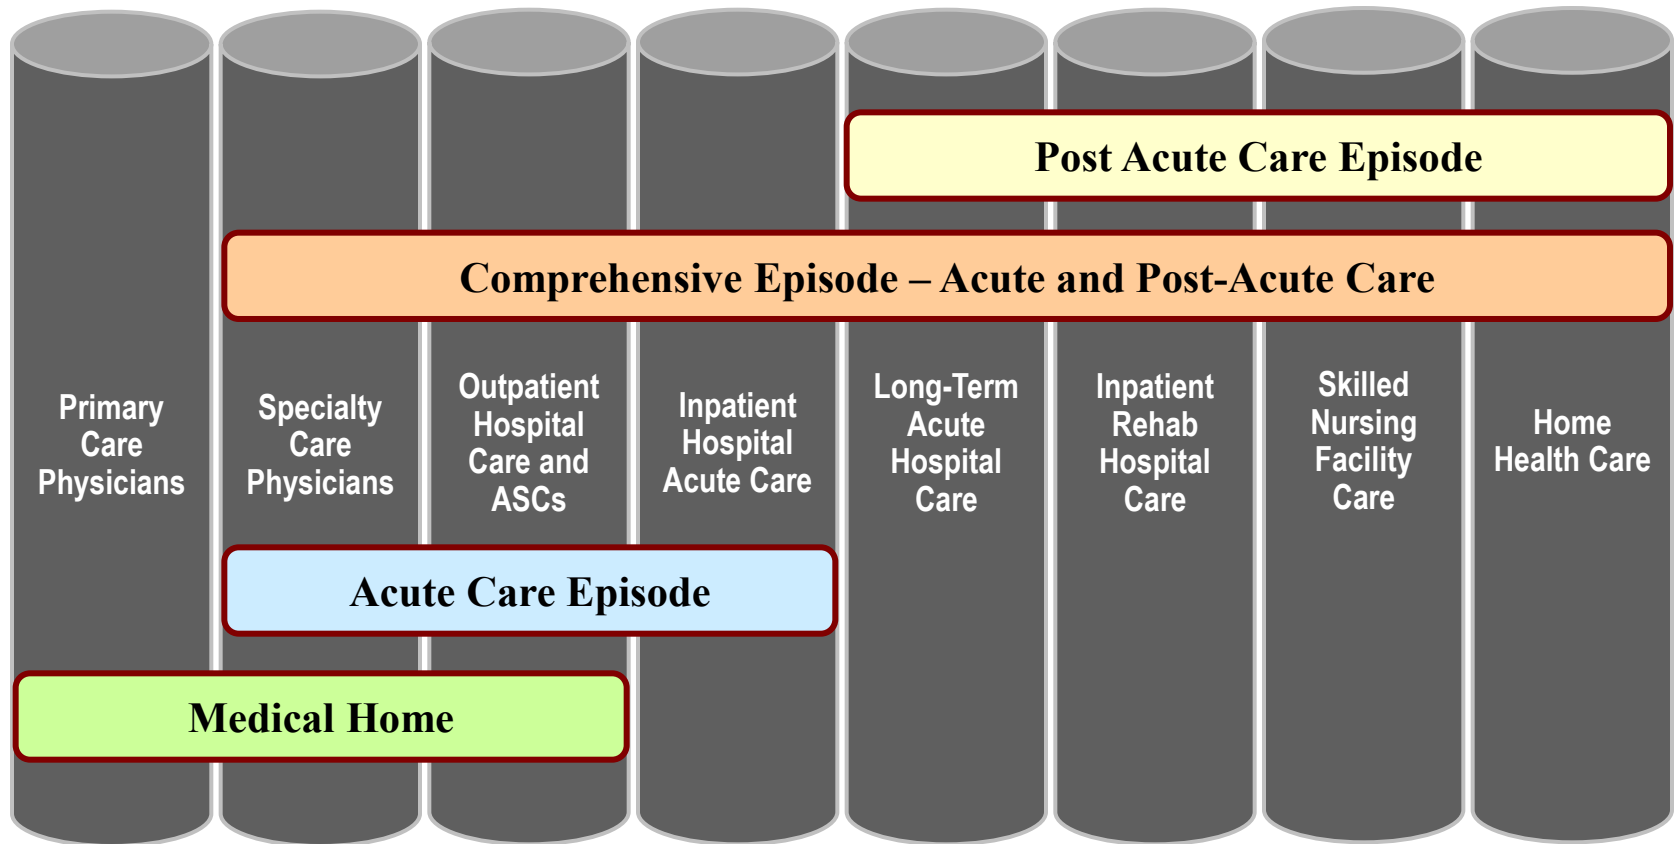 Post Acute Care Episode
Comprehensive Episode – Acute and Post-Acute Care
Primary
Care
Physicians
Specialty
Care
Physicians
Outpatient
Hospital
Care and
ASCs
Inpatient
Hospital
Acute Care
Long-Term
Acute
Hospital
Care
Inpatient
Rehab
Hospital
Care
Skilled
Nursing
Facility
Care
Home
Health Care
Acute Care Episode
Medical Home